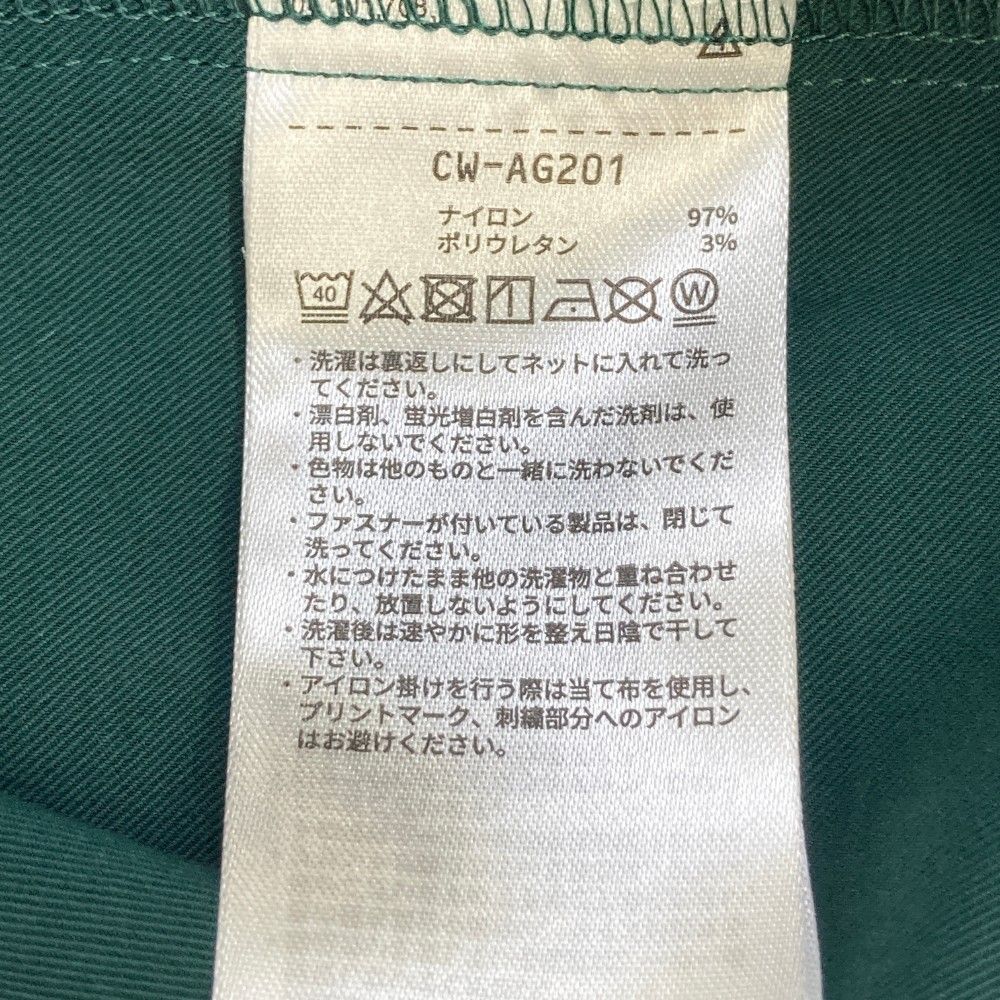 CW-AG201
ナイロン 97%
ポリウレタン 3%
40 W
・洗濯は裏返しにしてネットに入れて洗っ
てください。
・漂白剤、蛍光増白剤を含んだ洗剤は、使
用しないでください。
・色物は他のものと一緒に洗わないでくだ
さい。
・ファスナーが付いている製品は、閉じて
洗ってください。
・水につけたまま他の洗濯物と重ね合わせ
たり、放置しないようにしてください。
・洗濯後は速やかに形を整え日陰で干して
下さい。
・アイロン掛けを行う際は当て布を使用し、
プリントマーク、刺繍部分へのアイロン
はお避けください。